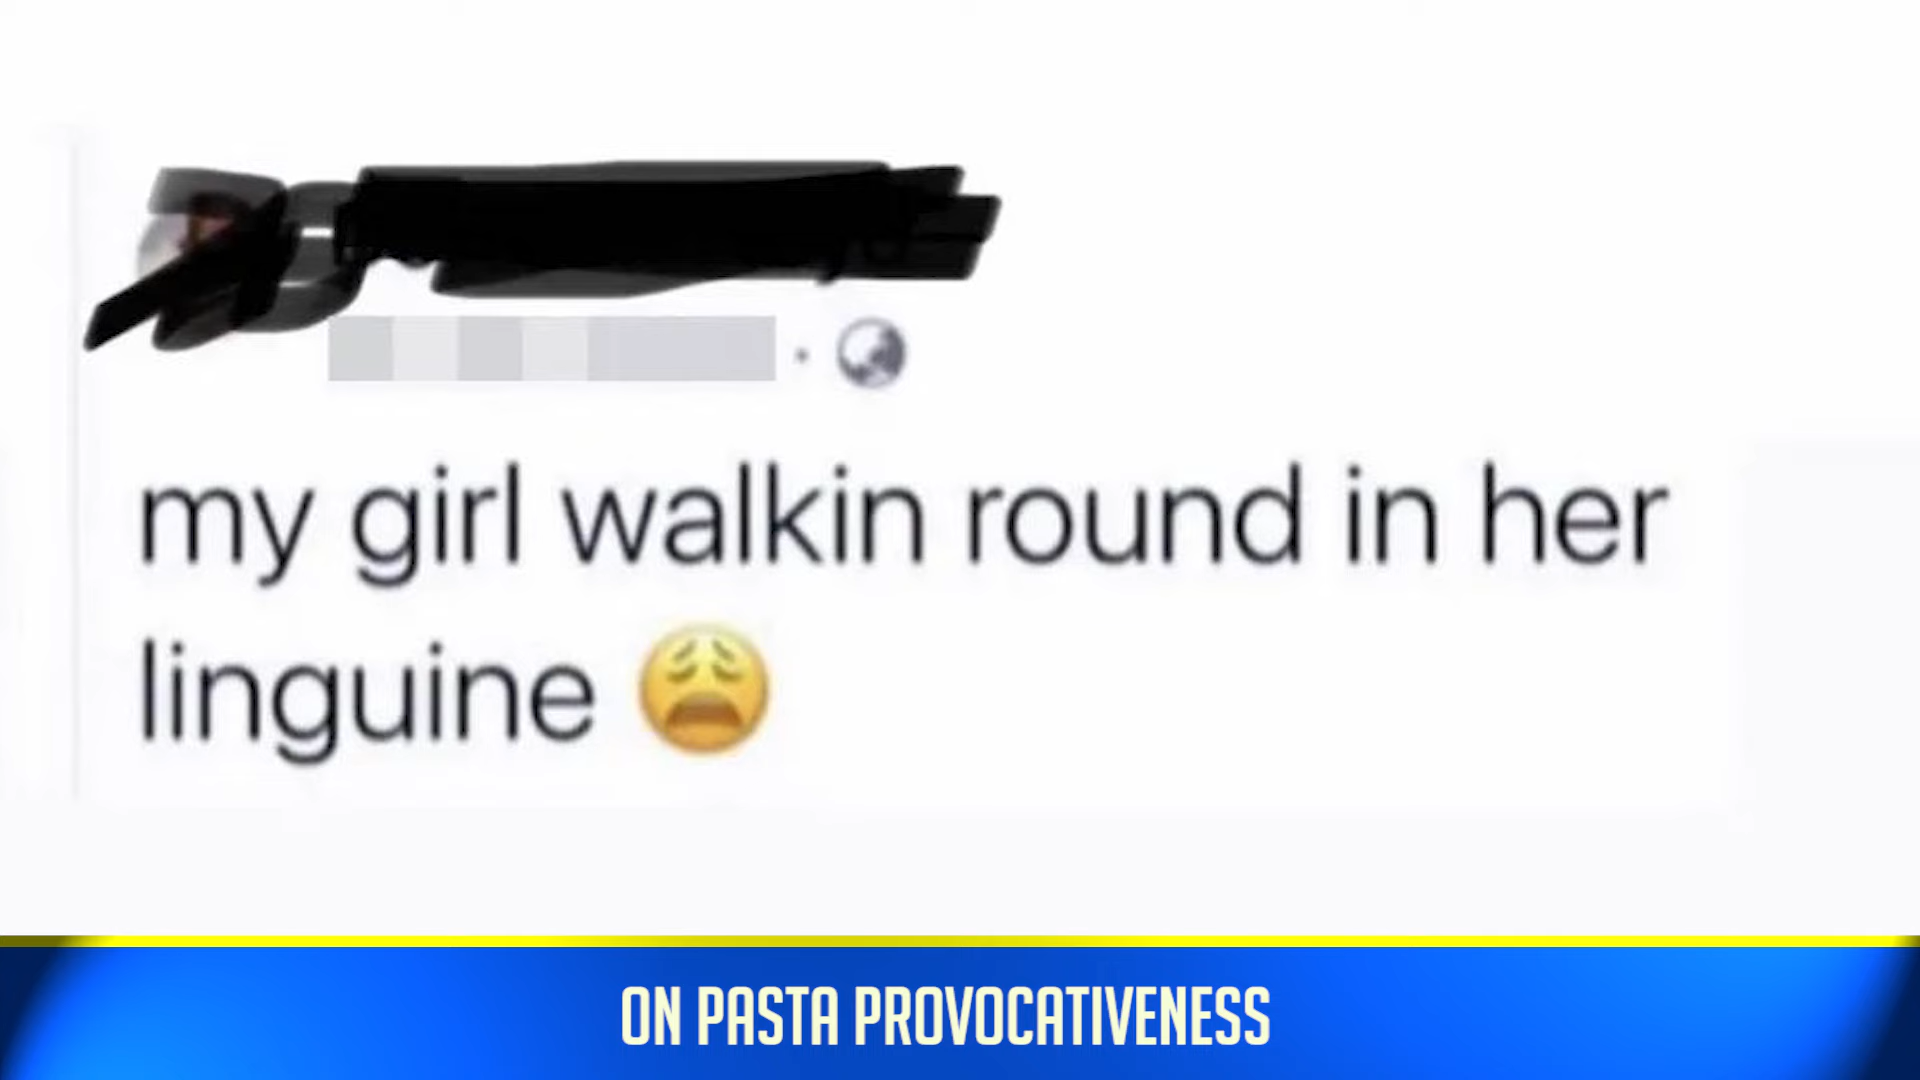 my girl walkin round in her
linguine 😩
ON PASTA PROVOCATIVENESS